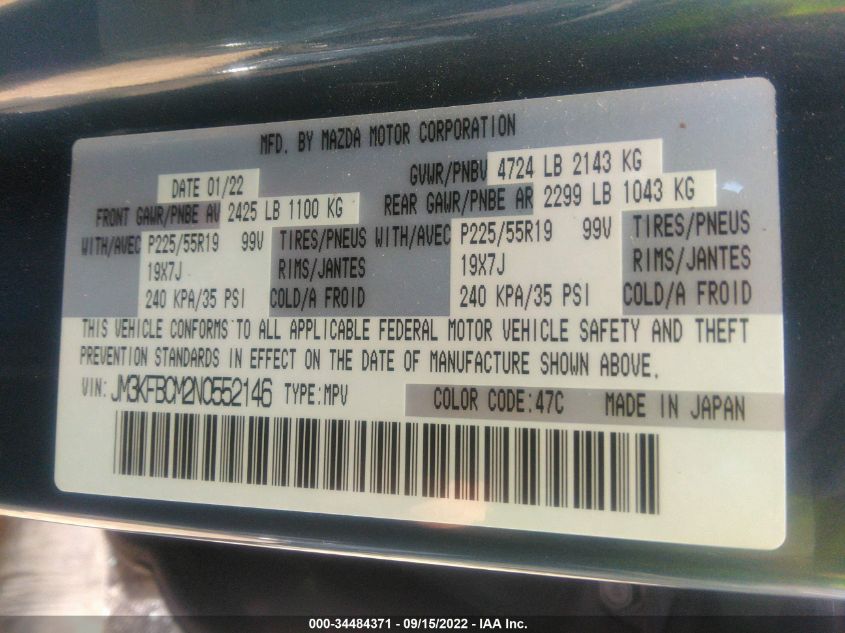 MFD. BY MAZDA MOTOR CORPORATION
DATE 01/22 GVWR/PNBV 4724 LB 2143 KG
FRONT GAWR/PNBE AV 2425 LB 1100 KG REAR GAWR/PNBE AR 2299 LB 1043 KG
WITH/AVEC P225/55R19 99V TIRES/PNEUS WITH/AVEC P225/55R19 99V TIRES/PNEUS
19X7J RIMS/JANTES 19X7J RIMS/JANTES
240 KPA/35 PSI COLD/A FROID 240 KPA/35 PSI COLD/A FROID
THIS VEHICLE CONFORMS TO ALL APPLICABLE FEDERAL MOTOR VEHICLE SAFETY AND THEFT
PREVENTION STANDARDS IN EFFECT ON THE DATE OF MANUFACTURE SHOWN ABOVE.
VIN: JM3KFBCM2N0552146 TYPE:MPV COLOR CODE:47C MADE IN JAPAN
000-34484371 - 09/15/2022 - IAA Inc.